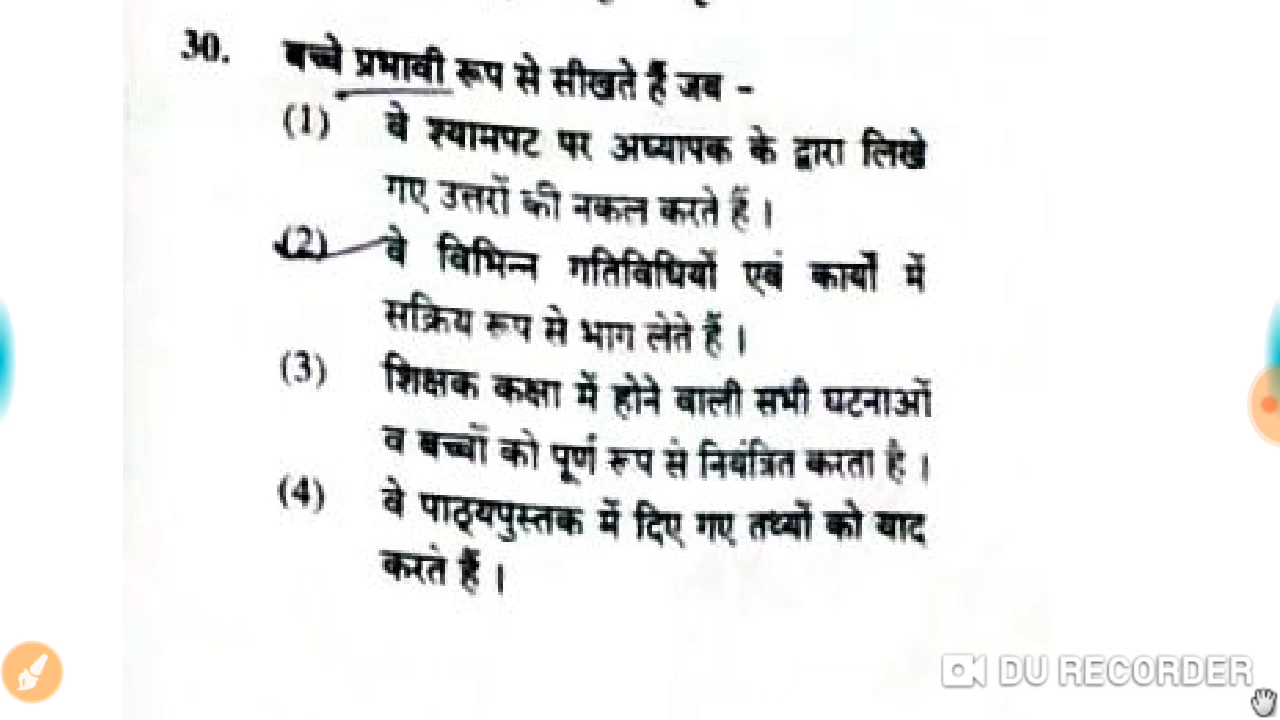 30. बच्चे प्रभावी रूप से सीखते हैं जब -
(1) वे श्यामपट पर अध्यापक के द्वारा लिखे
गए उत्तरों की नकल करते हैं ।
(2) वे विभिन्न गतिविधियों एवं कार्यों में
सक्रिय रूप से भाग लेते हैं ।
(3) शिक्षक कक्षा में होने वाली सभी घटनाओं
व बच्चों को पूर्ण रूप से नियंत्रित करता है ।
(4) वे पाठ्यपुस्तक में दिए गए तथ्यों को याद
करते हैं ।
DU RECORDER